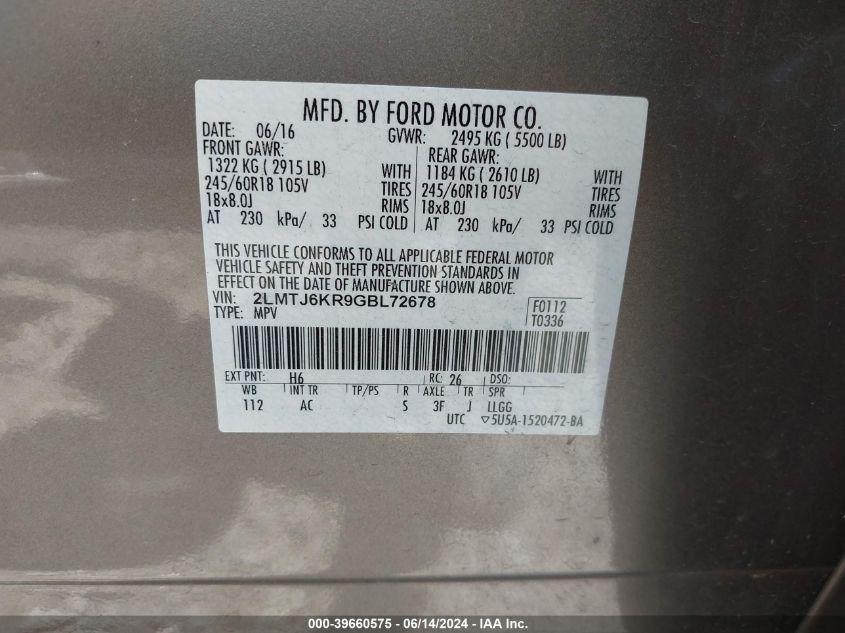 MFD. BY FORD MOTOR CO.
DATE: 06/16 GVWR: 2495 KG ( 5500 LB)
FRONT GAWR: REAR GAWR:
1322 KG ( 2915 LB) WITH 1184 KG ( 2610 LB) WITH
245/60R18 105V TIRES 245/60R18 105V TIRES
18x8.0J RIMS 18x8.0J RIMS
AT 230 kPa/ 33 PSI COLD AT 230 kPa/ 33 PSI COLD
THIS VEHICLE CONFORMS TO ALL APPLICABLE FEDERAL MOTOR
VEHICLE SAFETY AND THEFT PREVENTION STANDARDS IN
EFFECT ON THE DATE OF MANUFACTURE SHOWN ABOVE.
VIN: 2LMTJ6KR9GBL72678 F0112
TYPE: MPV T0336
EXT PNT: H6 RC: 26 DSO:
WB INT TR TP/PS R AXLE TR SPR
112 AC S 3F J LLGG
UTC ▽5U5A-1520472-BA
000-39660575 - 06/14/2024 - IAA Inc.